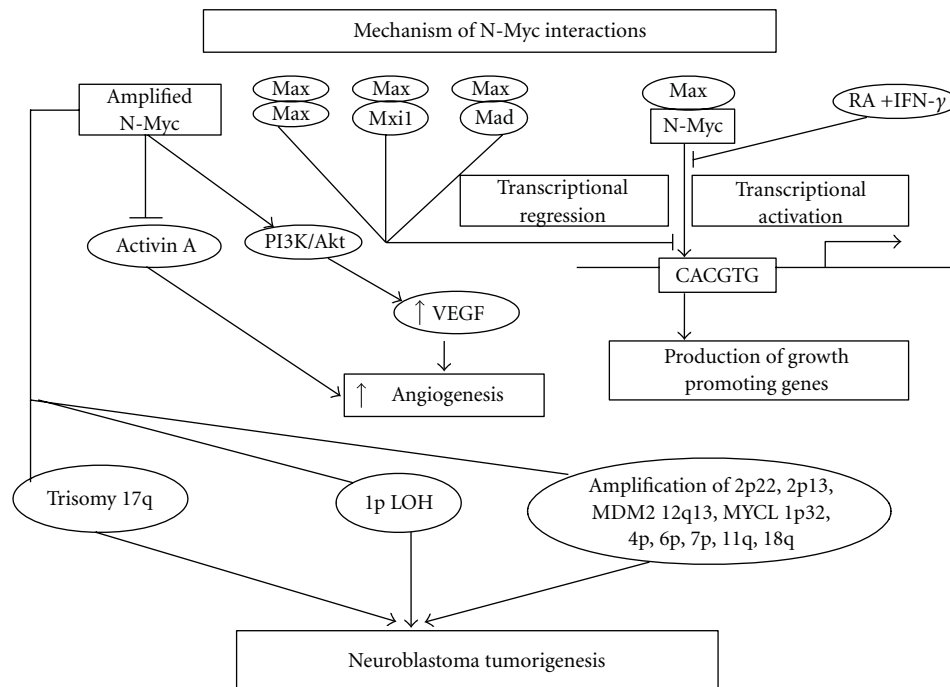 Mechanism of N-Myc interactions
Amplified
N-Myc
Max
Max
Max
Mxi1
Max
Mad
Max
N-Myc
RA +IFN-γ
Transcriptional
regression
Transcriptional
activation
Activin A
PI3K/Akt
CACGTG
↑ VEGF
Production of growth
promoting genes
↑ Angiogenesis
Trisomy 17q
1p LOH
Amplification of 2p22, 2p13,
MDM2 12q13, MYCL 1p32,
4p, 6p, 7p, 11q, 18q
Neuroblastoma tumorigenesis